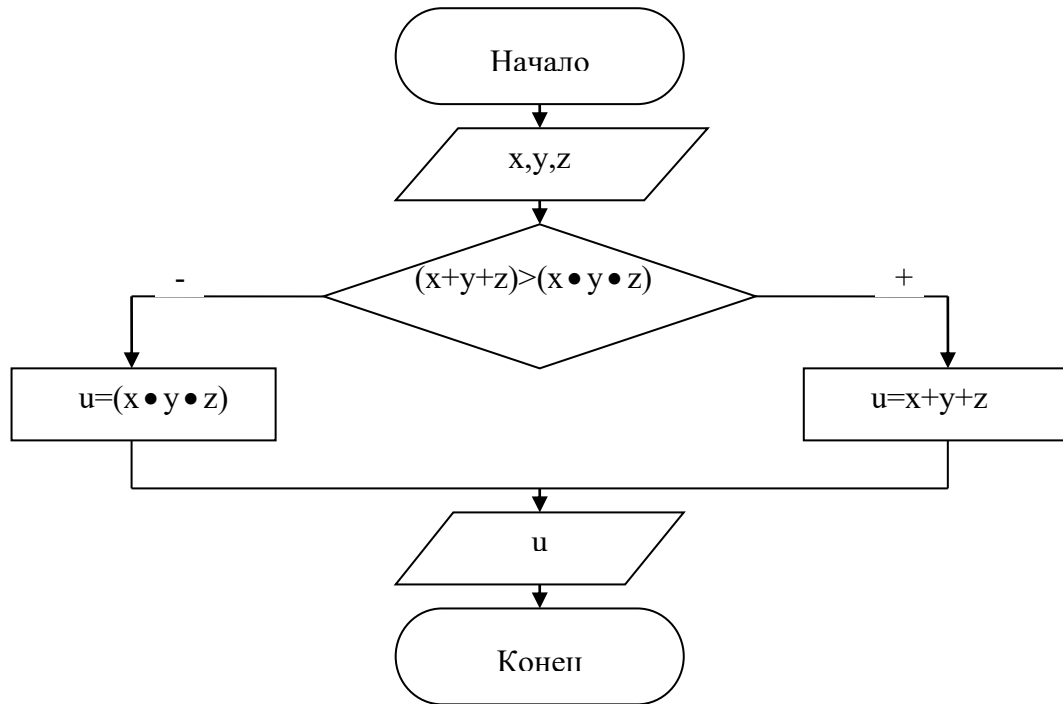 Начало
x,y,z
(x+y+z)>(x•y•z)
-
+
u=(x•y•z)
u=x+y+z
u
Конец